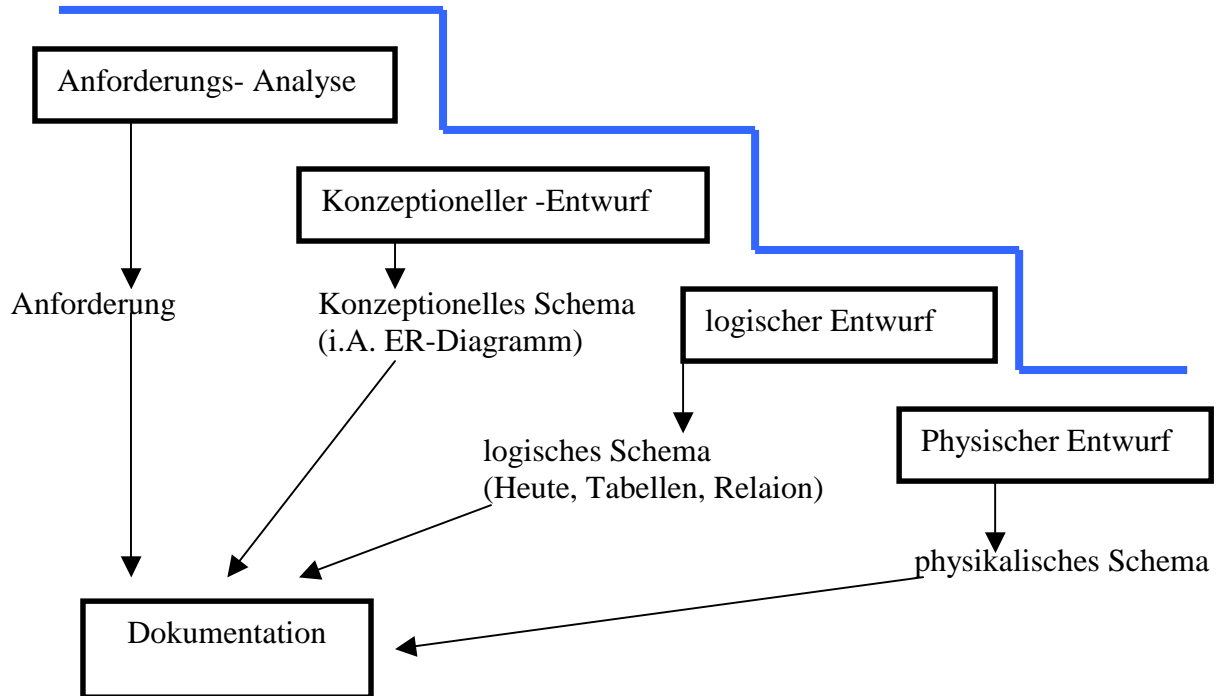 Anforderungs- Analyse
Konzeptioneller -Entwurf
Anforderung
Konzeptionelles Schema
(i.A. ER-Diagramm)
logischer Entwurf
logisches Schema
(Heute, Tabellen, Relaion)
Physischer Entwurf
physikalisches Schema
Dokumentation